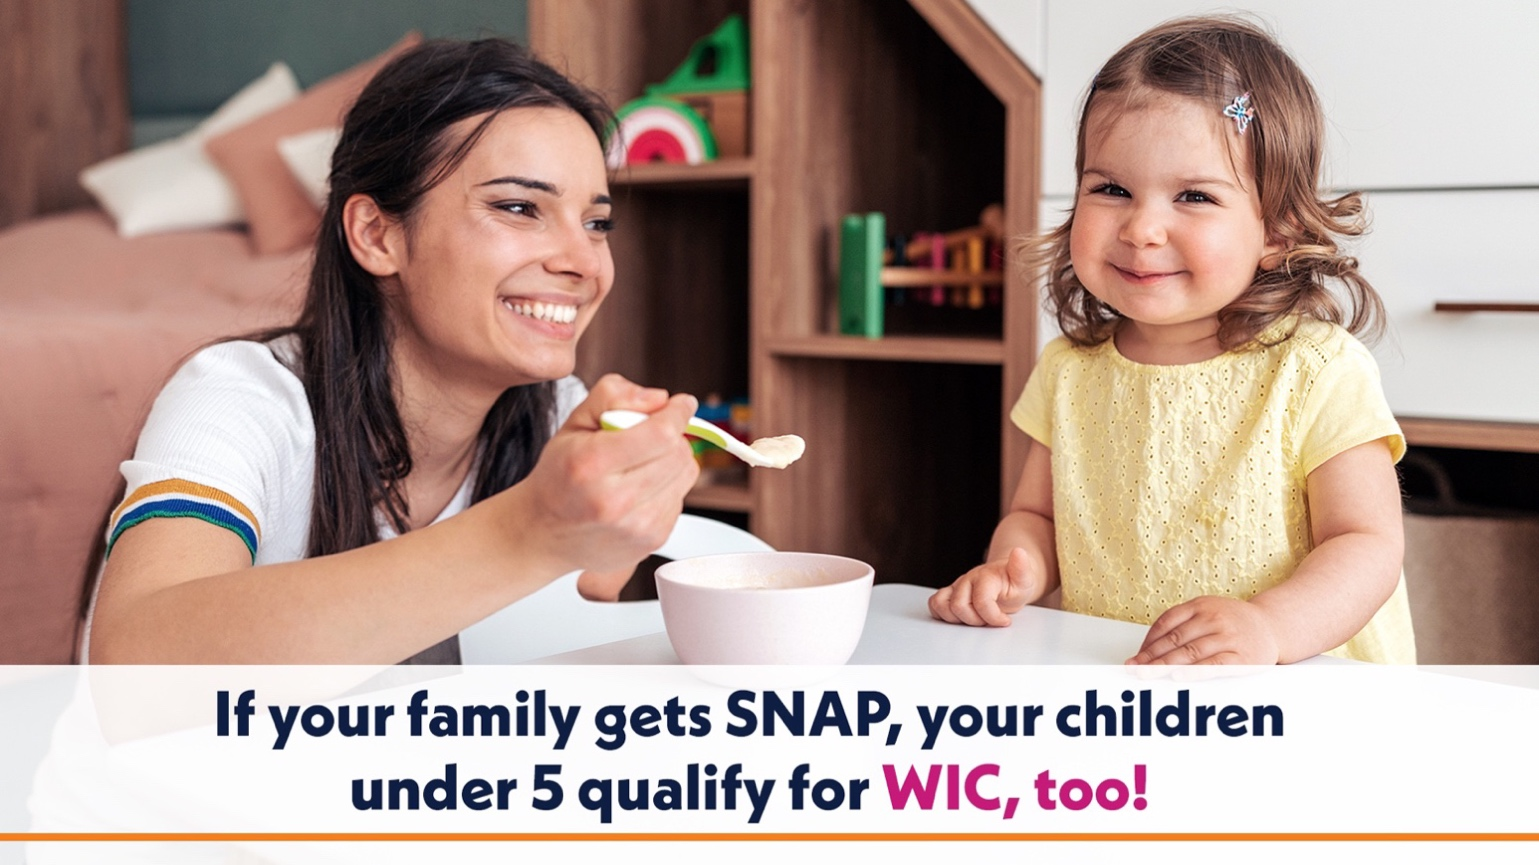 If your family gets SNAP, your children
under 5 qualify for WIC, too!